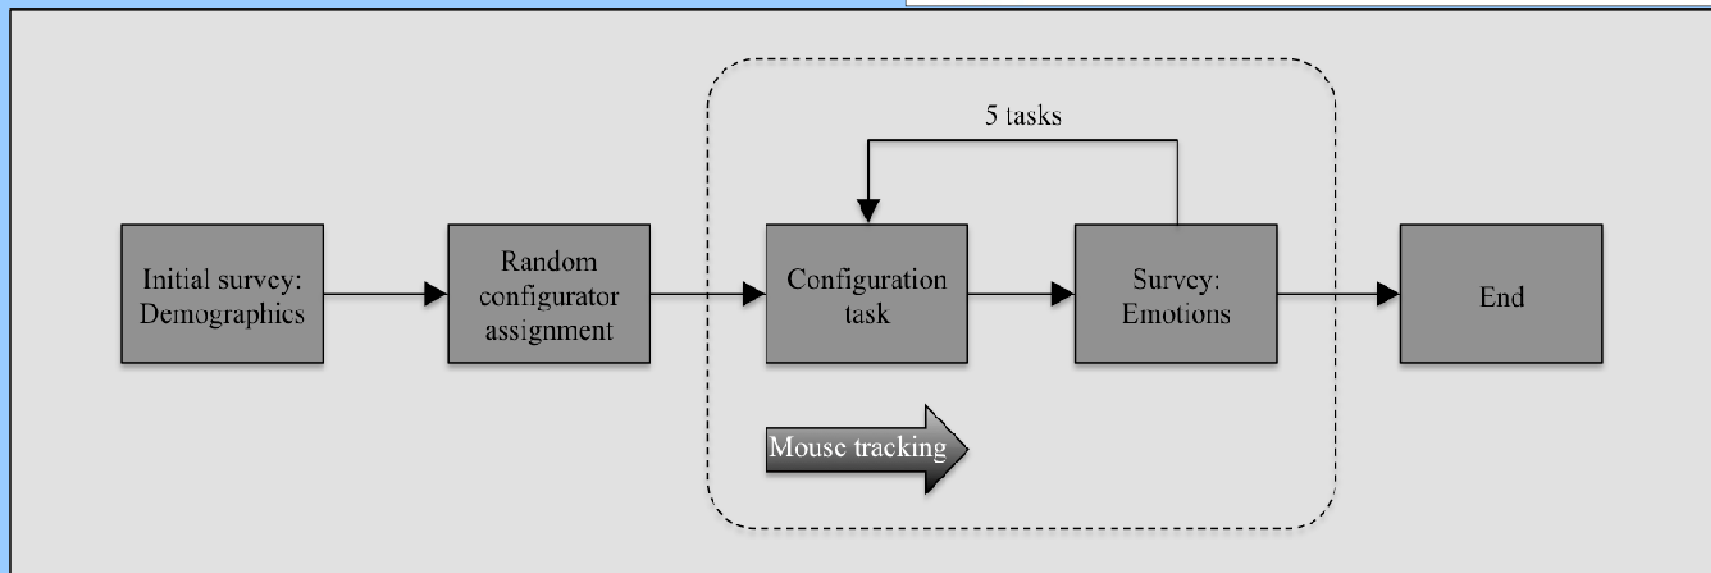 5 tasks
Initial survey:
Demographics
Random
configurator
assignment
Configuration
task
Survey:
Emotions
End
Mouse tracking